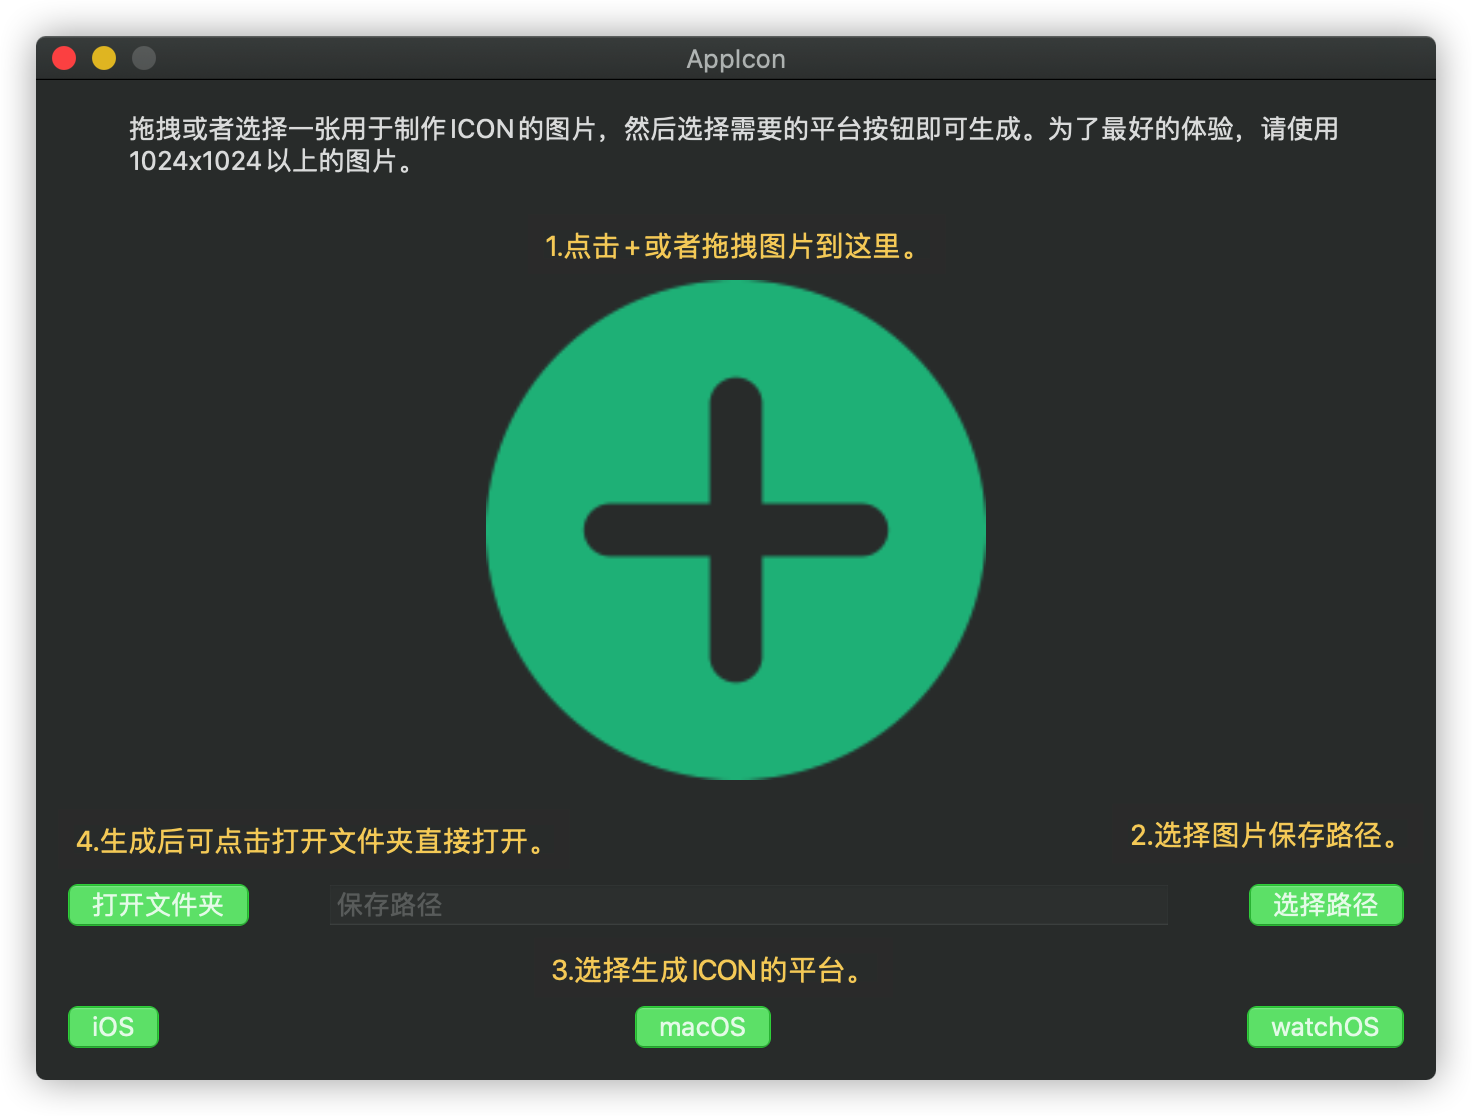 AppIcon
拖拽或者选择一张用于制作ICON的图片，然后选择需要的平台按钮即可生成。为了最好的体验，请使用
1024x1024以上的图片。
1.点击+或者拖拽图片到这里。
4.生成后可点击打开文件夹直接打开。
2.选择图片保存路径。
打开文件夹
保存路径
选择路径
3.选择生成ICON的平台。
iOS
macOS
watchOS